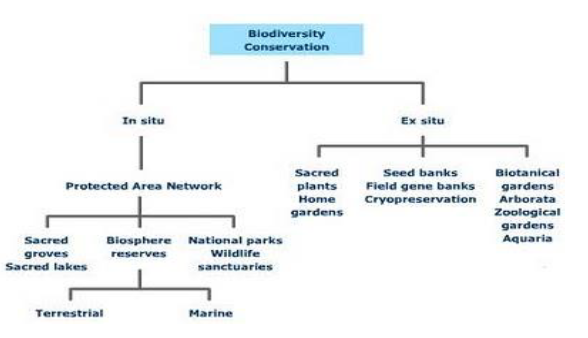 Biodiversity
Conservation
In situ
Ex situ
Protected Area Network
Sacred
plants
Home
gardens
Seed banks
Field gene banks
Cryopreservation
Biotanical
gardens
Arborata
Zoological
gardens
Aquaria
Sacred
groves
Sacred lakes
Biosphere
reserves
National parks
Wildlife
sanctuaries
Terrestrial
Marine